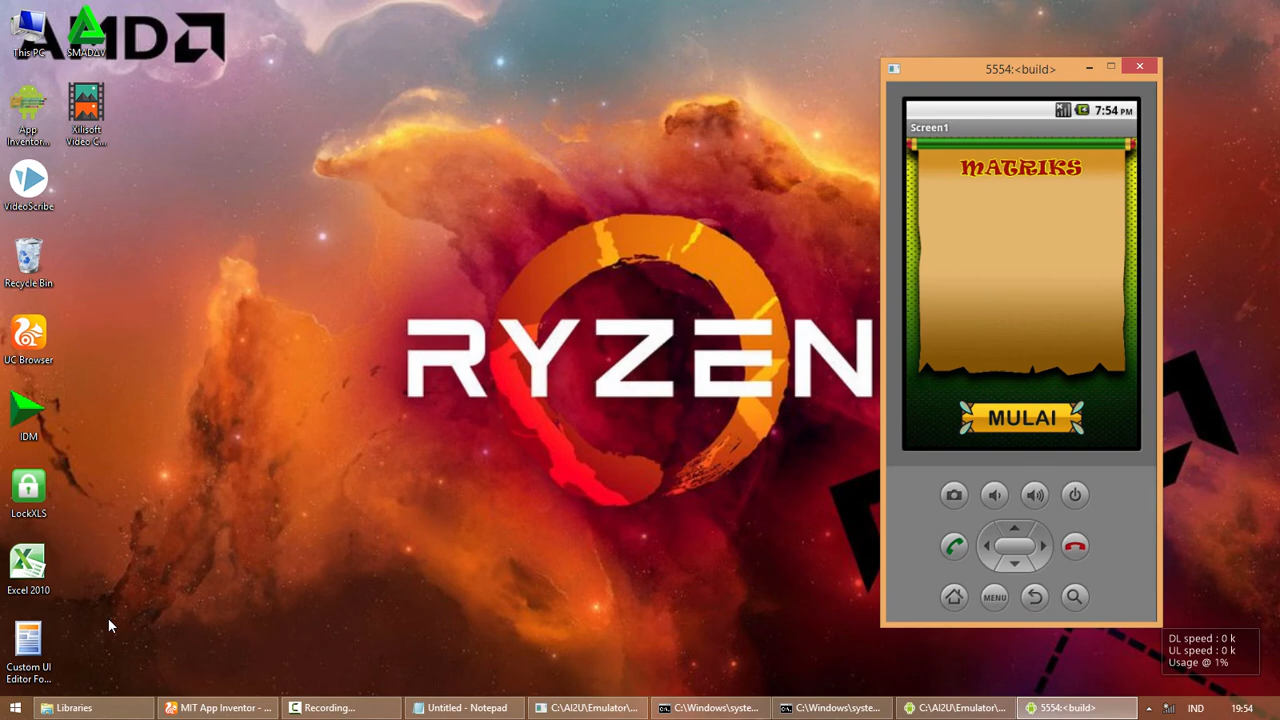 AMD
This PC
SMADΔV
App
Inventor...
Xilisoft
Video C...
VideoScribe
Recycle Bin
UC Browser
IDM
LockXLS
Excel 2010
Custom UI
Editor Fo...
RYZEN
5554:<build>
7:54 PM
Screen1
MATRIKS
MULAI
MENU
DL speed : 0 k
UL speed : 0 k
Usage @ 1%
Libraries
MIT App Inventor - ...
Recording...
Untitled - Notepad
C:\AI2U\Emulator\...
C:\Windows\syste...
C:\Windows\syste...
C:\AI2U\Emulator\...
5554:<build>
IND
19:54